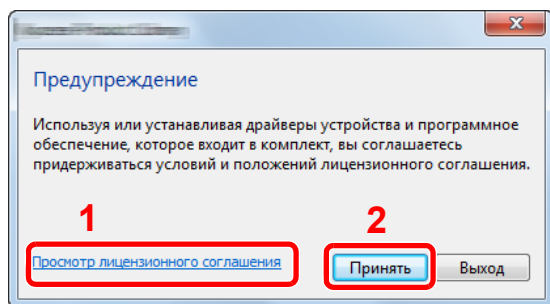 Предупреждение
Используя или устанавливая драйверы устройства и программное
обеспечение, которое входит в комплект, вы соглашаетесь
придерживаться условий и положений лицензионного соглашения.
1
2
Просмотр лицензионного соглашения
Принять
Выход